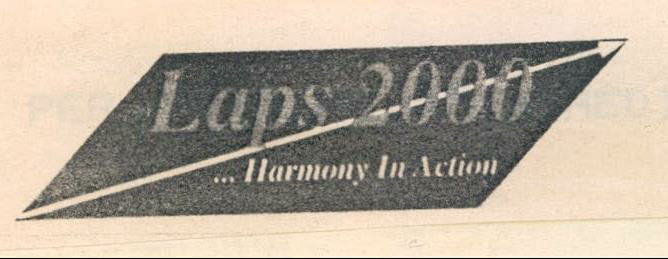 Laps 2000
... Harmony In Action